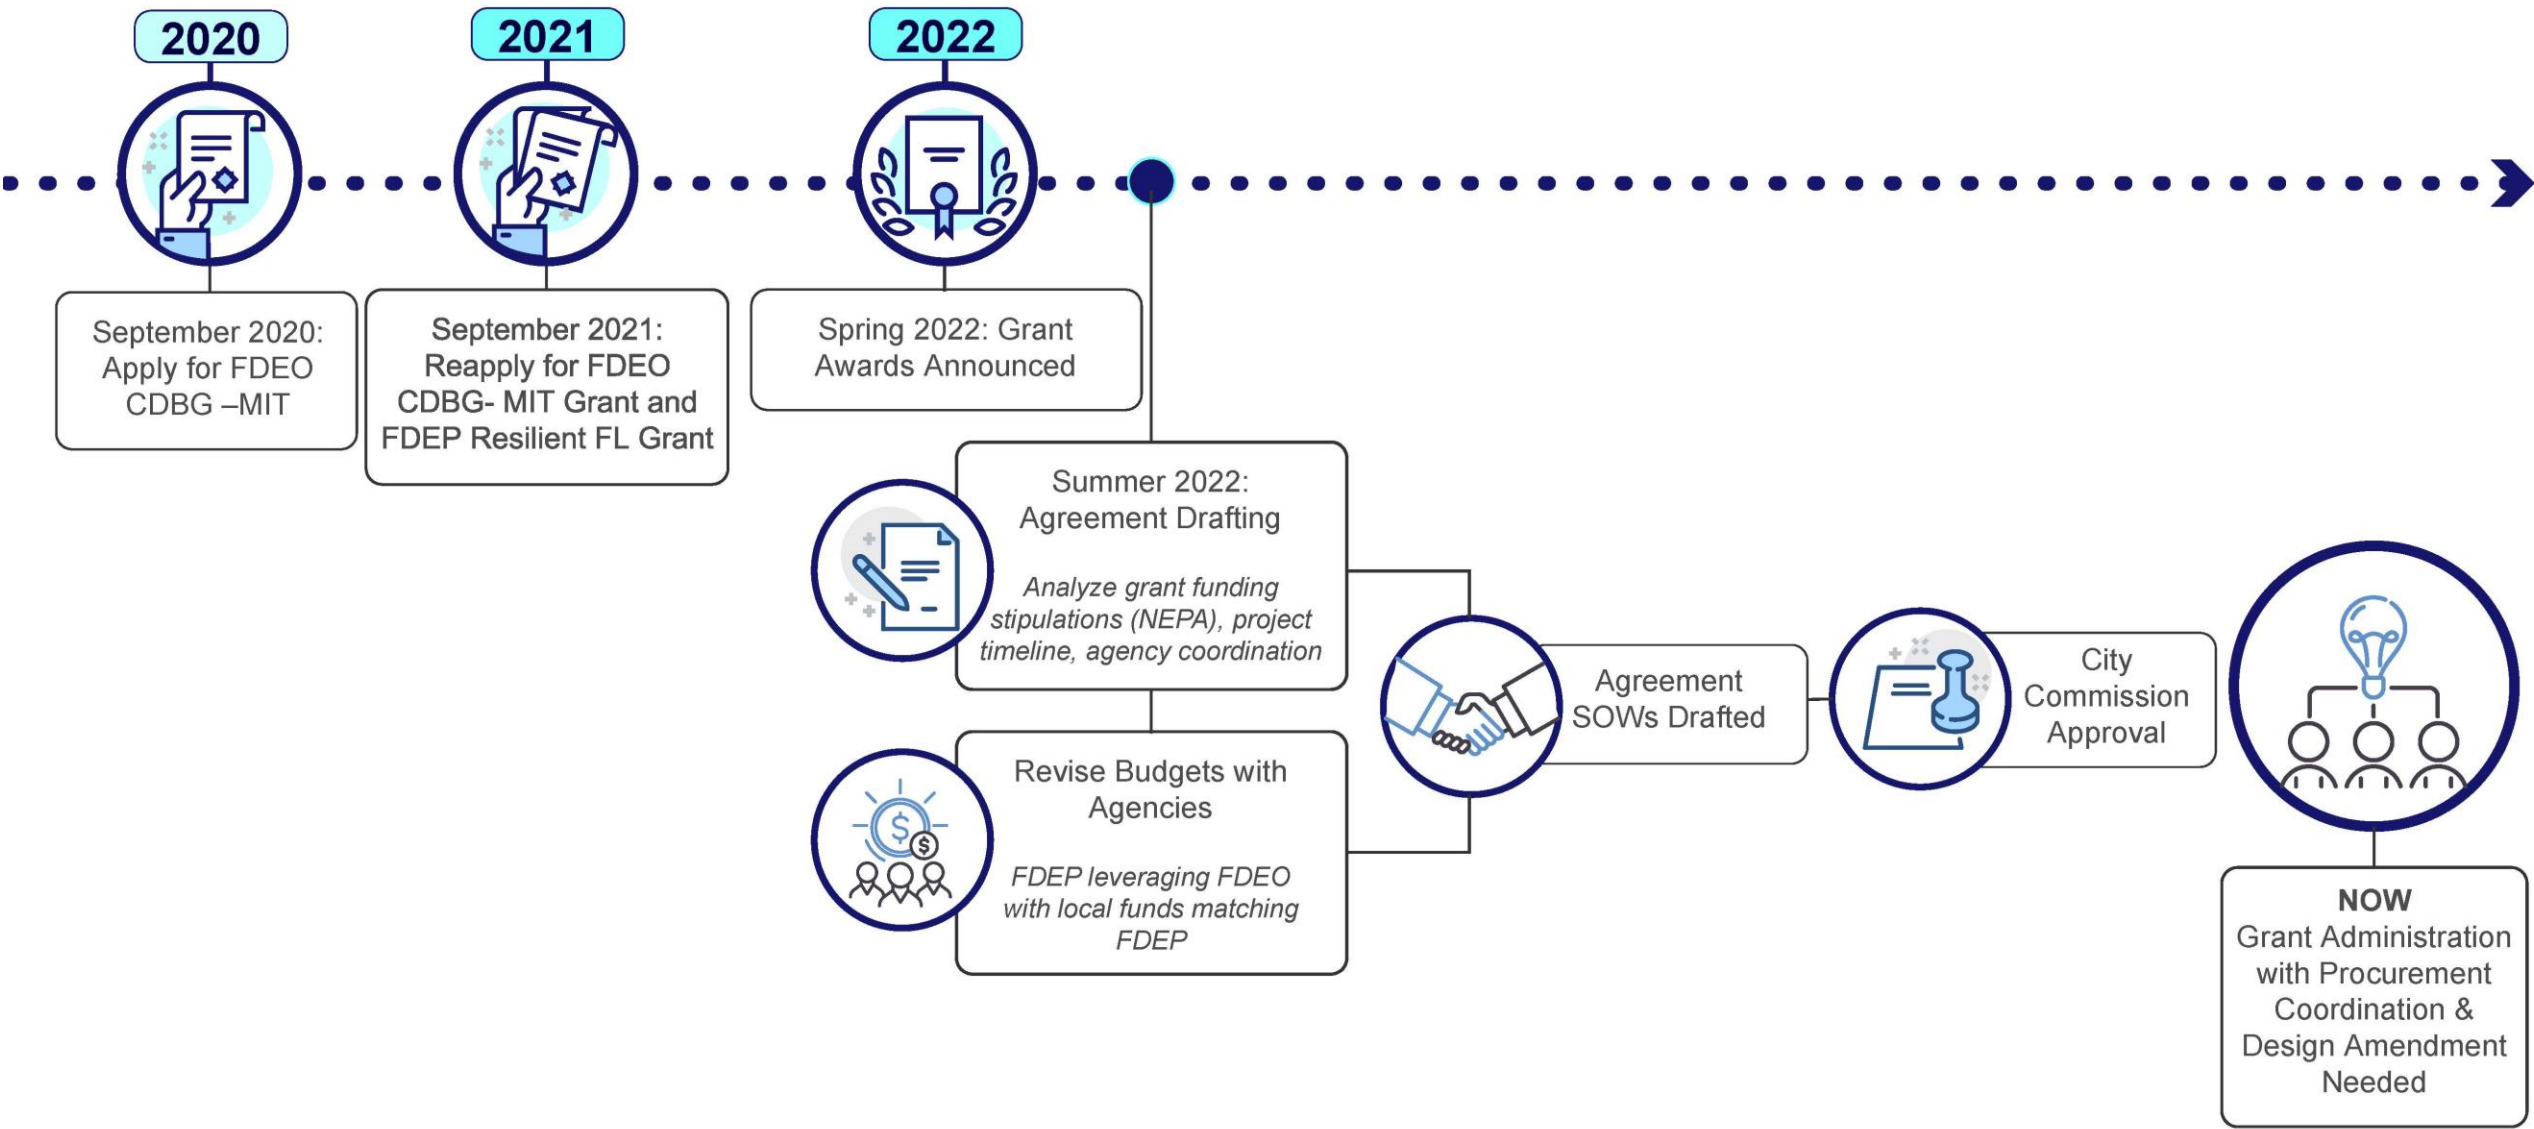 2020
2021
2022
September 2020:
Apply for FDEO
CDBG –MIT
September 2021:
Reapply for FDEO
CDBG- MIT Grant and
FDEP Resilient FL Grant
Spring 2022: Grant
Awards Announced
Summer 2022:
Agreement Drafting
Analyze grant funding
stipulations (NEPA), project
timeline, agency coordination
Revise Budgets with
Agencies
$
$
FDEP leveraging FDEO
with local funds matching
FDEP
Agreement
SOWs Drafted
City
Commission
Approval
NOW
Grant Administration
with Procurement
Coordination &
Design Amendment
Needed